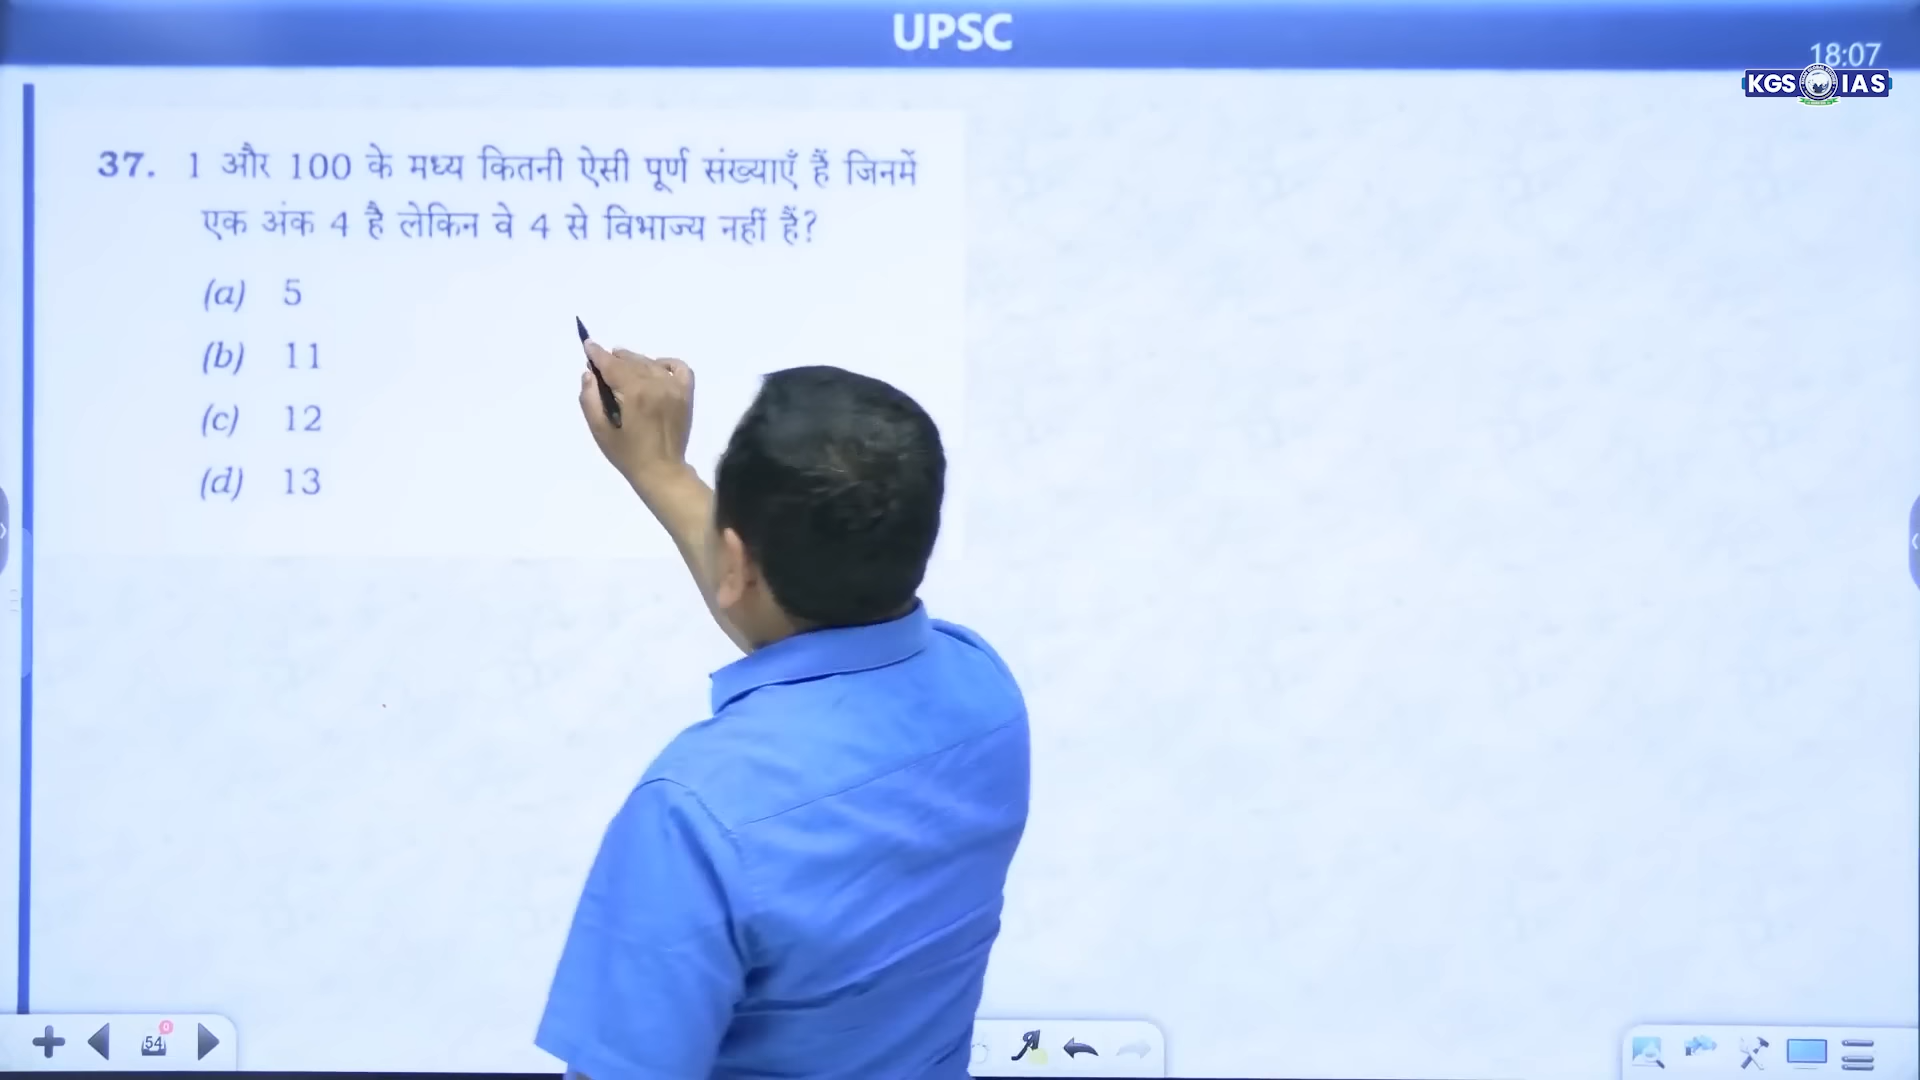 UPSC
18:07
KGS IAS
37. 1 और 100 के मध्य कितनी ऐसी पूर्ण संख्याएँ हैं जिनमें
एक अंक 4 है लेकिन वे 4 से विभाज्य नहीं हैं?
(a) 5
(b) 11
(c) 12
(d) 13
54
0